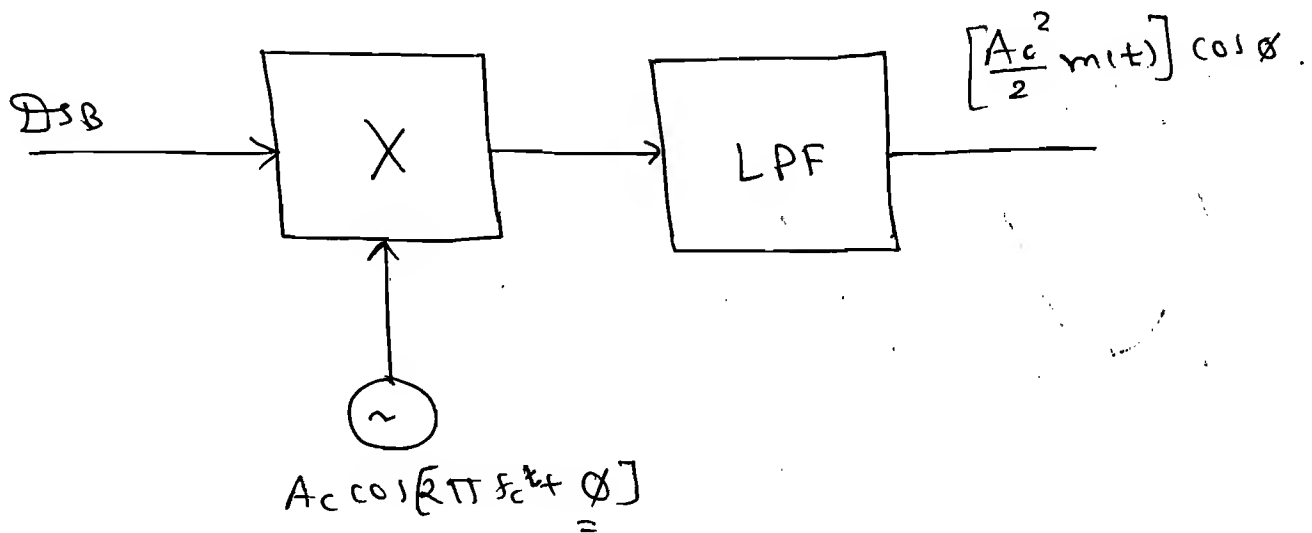 [Ac²/2 m(t)] cos ø.
DSB
X
LPF
~
Ac cos[2π fct + ø]